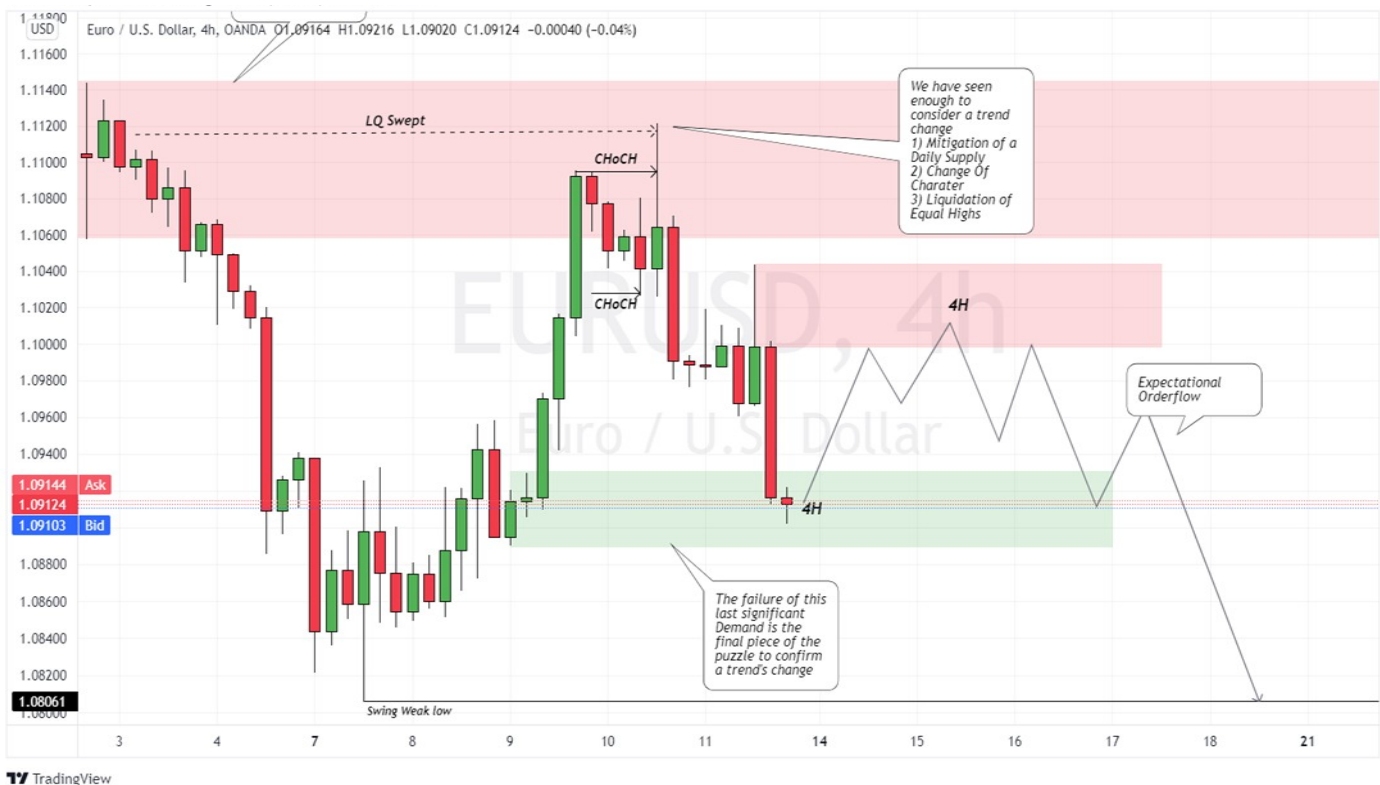 1.11800
USD
Euro / U.S. Dollar, 4h, OANDA O1.09164 H1.09216 L1.09020 C1.09124 −0.00040 (−0.04%)
1.11600
1.11400
1.11200
1.11000
1.10800
1.10600
1.10400
1.10200
1.10000
1.09800
1.09600
1.09400
1.09144 Ask
1.09124
1.09103 Bid
1.08800
1.08600
1.08400
1.08200
1.08061
1.08000
LQ Swept
CHoCH
CHoCH
We have seen
enough to
consider a trend
change
1) Mitigation of a
Daily Supply
2) Change Of
Charater
3) Liquidation of
Equal Highs
EURUSD, 4h
Euro / U.S. Dollar
4H
Expectational
Orderflow
4H
The failure of this
last significant
Demand is the
final piece of the
puzzle to confirm
a trend's change
Swing Weak low
3 4 7 8 9 10 11 14 15 16 17 18 21
TradingView